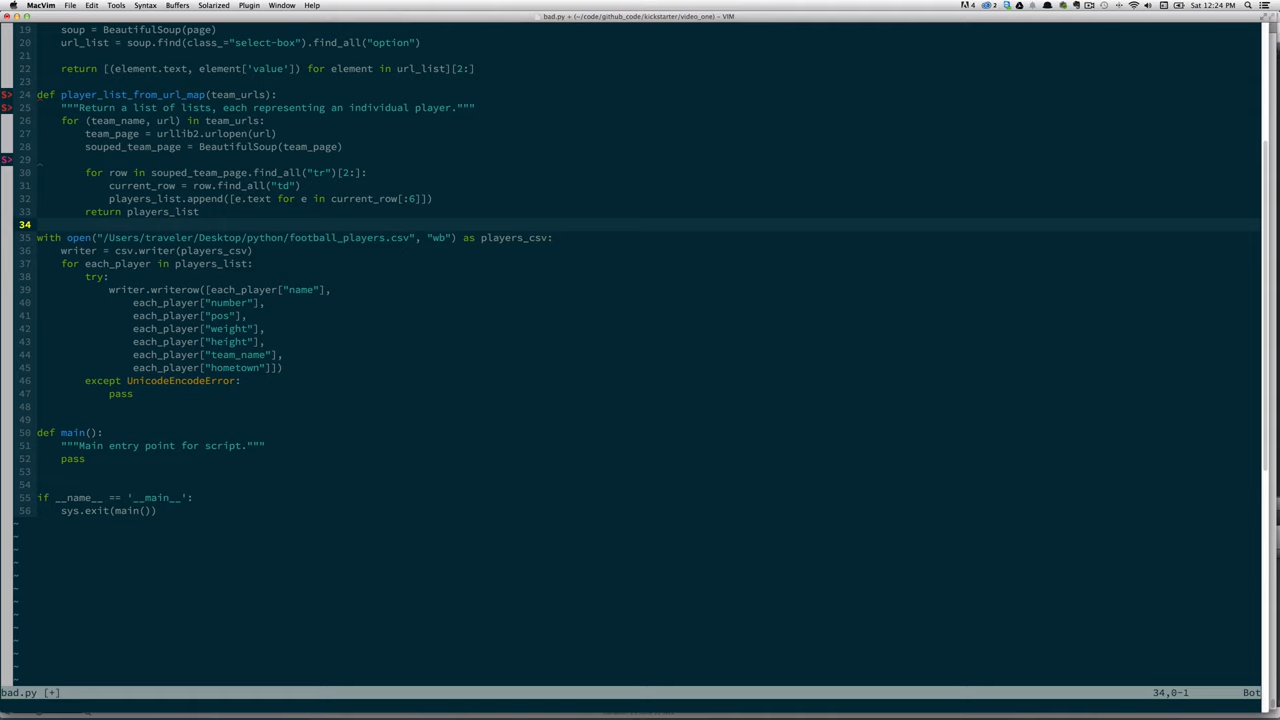 MacVim File Edit Tools Syntax Buffers Solarized Plugin Window Help 4 2 Sat 12:24 PM
bad.py + (~/code/github_code/kickstarter/video_one) – VIM
19 soup = BeautifulSoup(page)
20 url_list = soup.find(class_="select-box").find_all("option")
21
22 return [(element.text, element['value']) for element in url_list][2:]
23
S> 24 def player_list_from_url_map(team_urls):
S> 25 """Return a list of lists, each representing an individual player."""
26 for (team_name, url) in team_urls:
27 team_page = urllib2.urlopen(url)
28 souped_team_page = BeautifulSoup(team_page)
S> 29 _
30 for row in souped_team_page.find_all("tr")[2:]:
31 current_row = row.find_all("td")
32 players_list.append([e.text for e in current_row[:6]])
33 return players_list
34
35 with open("/Users/traveler/Desktop/python/football_players.csv", "wb") as players_csv:
36 writer = csv.writer(players_csv)
37 for each_player in players_list:
38 try:
39 writer.writerow([each_player["name"],
40 each_player["number"],
41 each_player["pos"],
42 each_player["weight"],
43 each_player["height"],
44 each_player["team_name"],
45 each_player["hometown"]])
46 except UnicodeEncodeError:
47 pass
48
49
50 def main():
51 """Main entry point for script."""
52 pass
53
54
55 if __name__ == '__main__':
56 sys.exit(main())
~
~
~
~
~
~
~
~
~
~
~
~
~
bad.py [+] 34,0-1 Bot